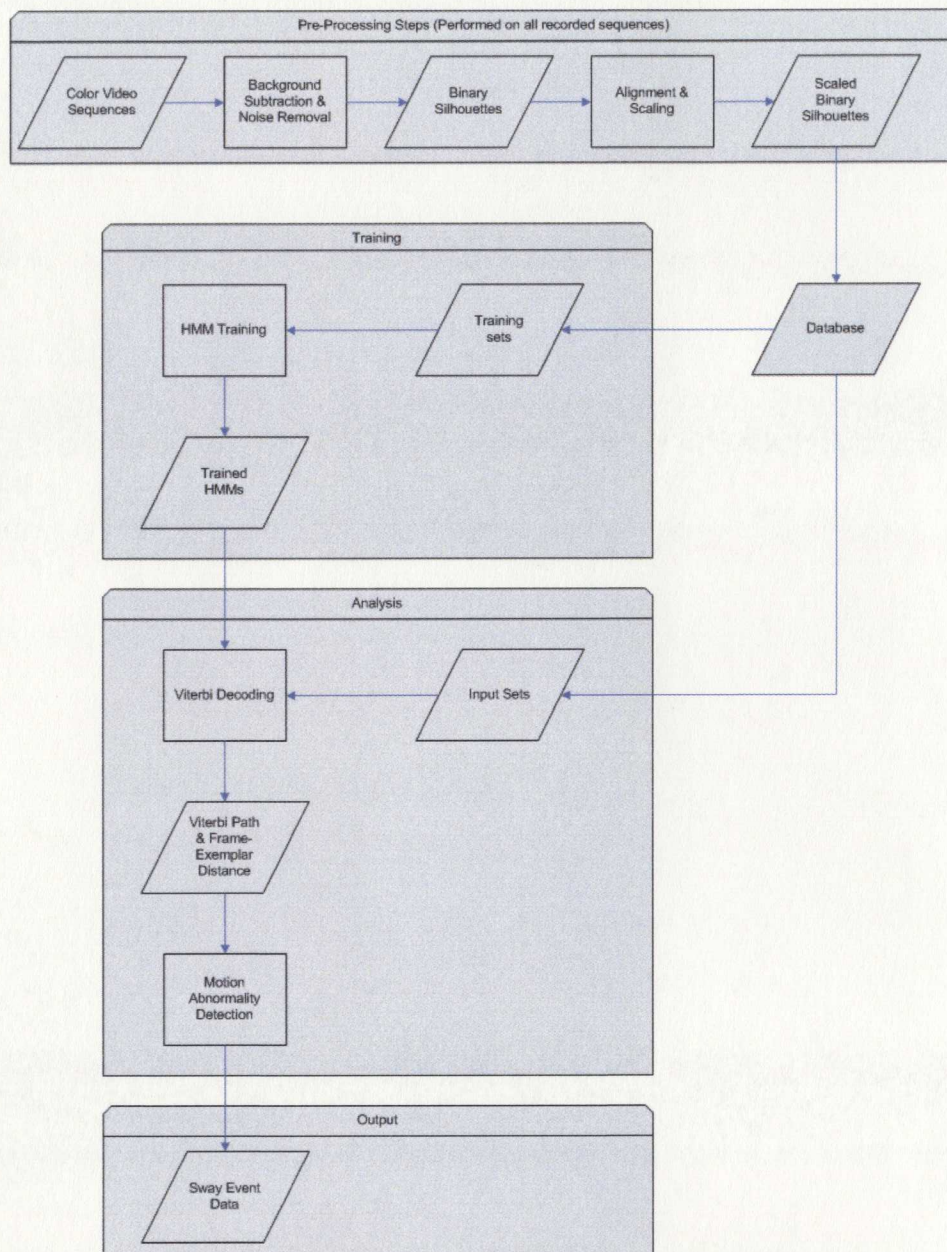 Pre-Processing Steps (Performed on all recorded sequences)
Color Video
Sequences
Background
Subtraction &
Noise Removal
Binary
Silhouettes
Alignment &
Scaling
Scaled
Binary
Silhouettes
Training
HMM Training
Training
sets
Database
Trained
HMMs
Analysis
Viterbi Decoding
Input Sets
Viterbi Path
& Frame-
Exemplar
Distance
Motion
Abnormality
Detection
Output
Sway Event
Data